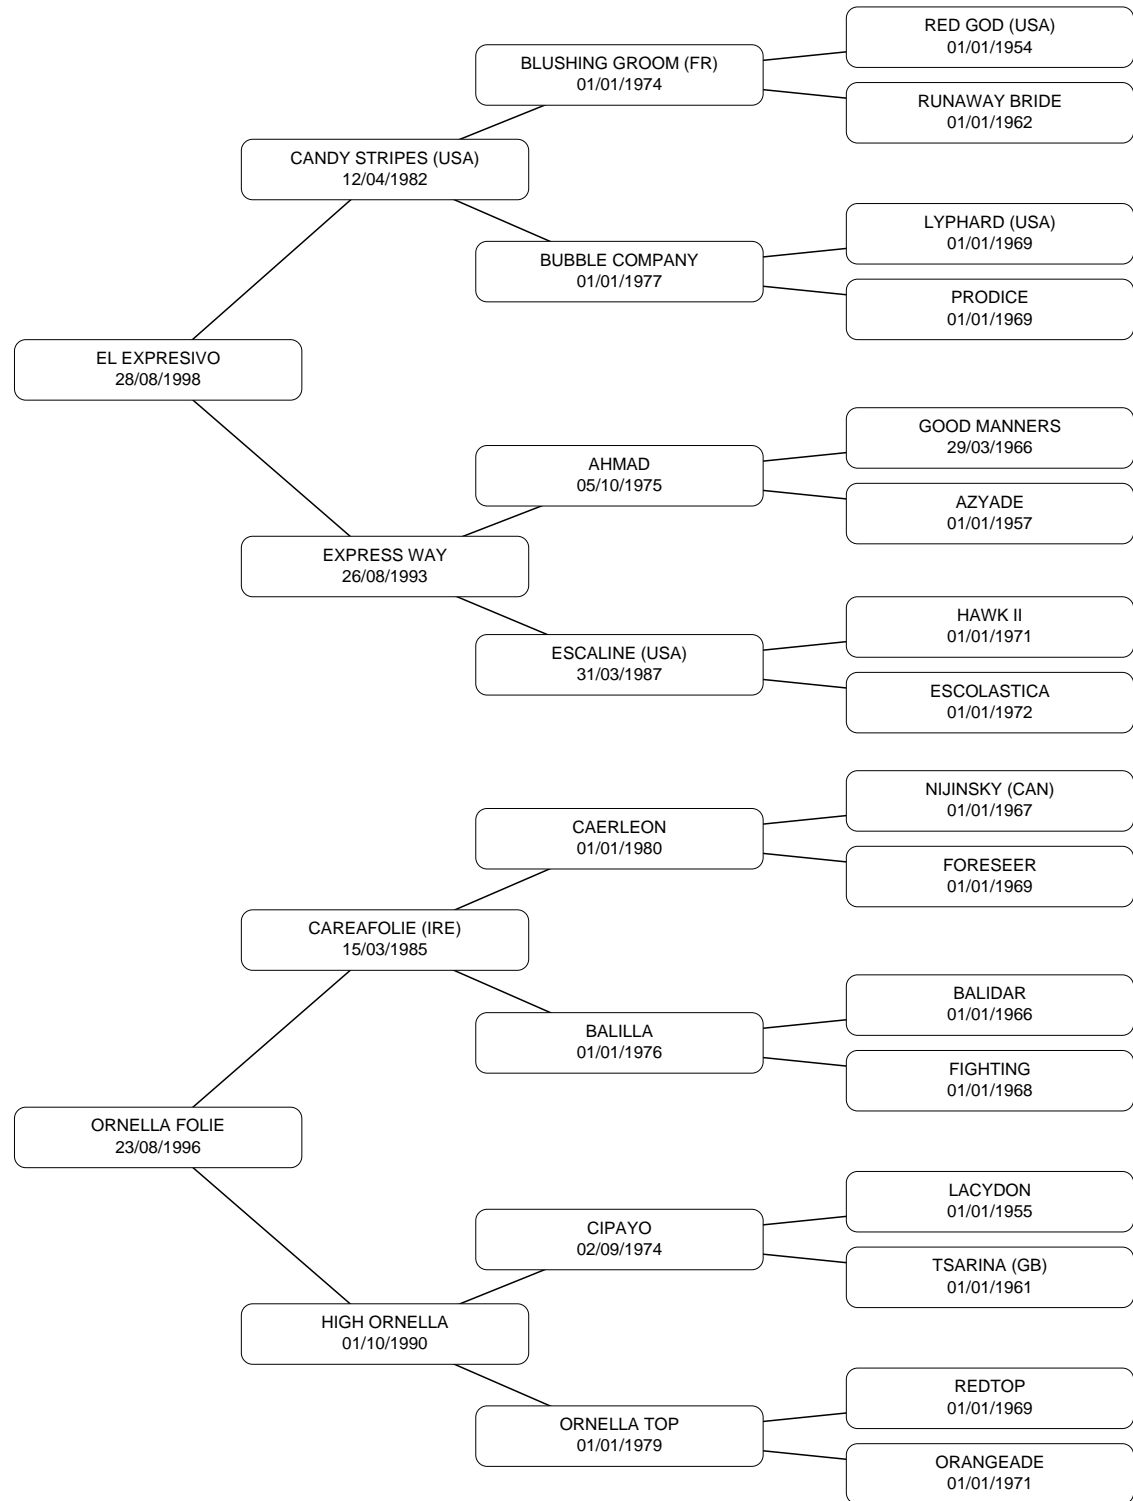 RED GOD (USA)
01/01/1954
BLUSHING GROOM (FR)
01/01/1974
RUNAWAY BRIDE
01/01/1962
CANDY STRIPES (USA)
12/04/1982
LYPHARD (USA)
01/01/1969
BUBBLE COMPANY
01/01/1977
PRODICE
01/01/1969
EL EXPRESIVO
28/08/1998
GOOD MANNERS
29/03/1966
AHMAD
05/10/1975
AZYADE
01/01/1957
EXPRESS WAY
26/08/1993
HAWK II
01/01/1971
ESCALINE (USA)
31/03/1987
ESCOLASTICA
01/01/1972
NIJINSKY (CAN)
01/01/1967
CAERLEON
01/01/1980
FORESEER
01/01/1969
CAREAFOLIE (IRE)
15/03/1985
BALIDAR
01/01/1966
BALILLA
01/01/1976
FIGHTING
01/01/1968
ORNELLA FOLIE
23/08/1996
LACYDON
01/01/1955
CIPAYO
02/09/1974
TSARINA (GB)
01/01/1961
HIGH ORNELLA
01/10/1990
REDTOP
01/01/1969
ORNELLA TOP
01/01/1979
ORANGEADE
01/01/1971